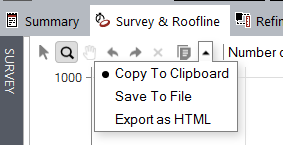 Summary Survey & Roofline Refin
Number o
SURVEY
1000
Copy To Clipboard
Save To File
Export as HTML